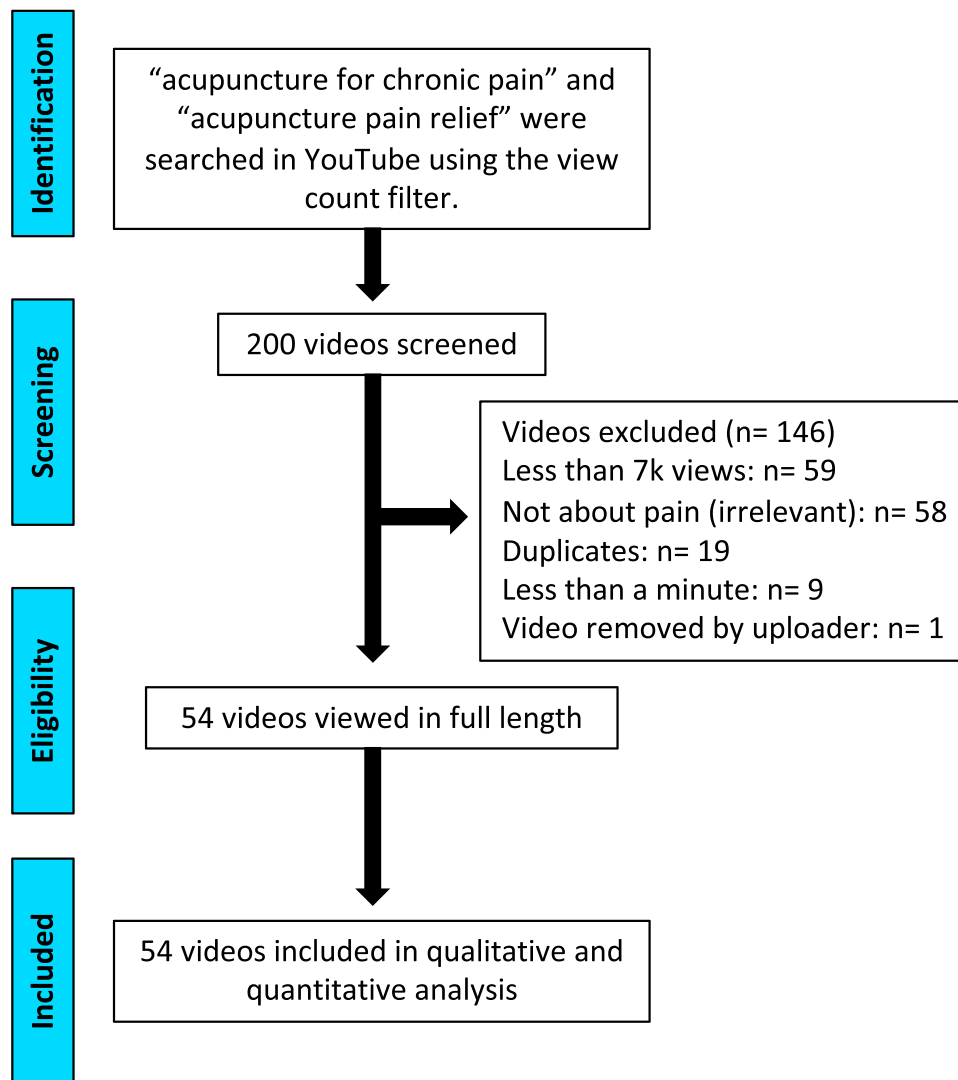 Identification
“acupuncture for chronic pain” and
“acupuncture pain relief” were
searched in YouTube using the view
count filter.
Screening
200 videos screened
Videos excluded (n= 146)
Less than 7k views: n= 59
Not about pain (irrelevant): n= 58
Duplicates: n= 19
Less than a minute: n= 9
Video removed by uploader: n= 1
Eligibility
54 videos viewed in full length
Included
54 videos included in qualitative and
quantitative analysis